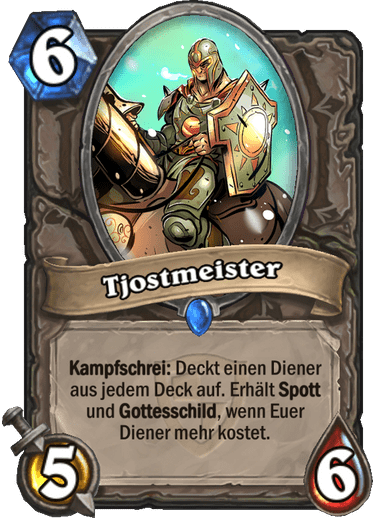 6
Tjostmeister
Kampfschrei: Deckt einen Diener
aus jedem Deck auf. Erhält Spott
und Gottesschild, wenn Euer
Diener mehr kostet.
5
6